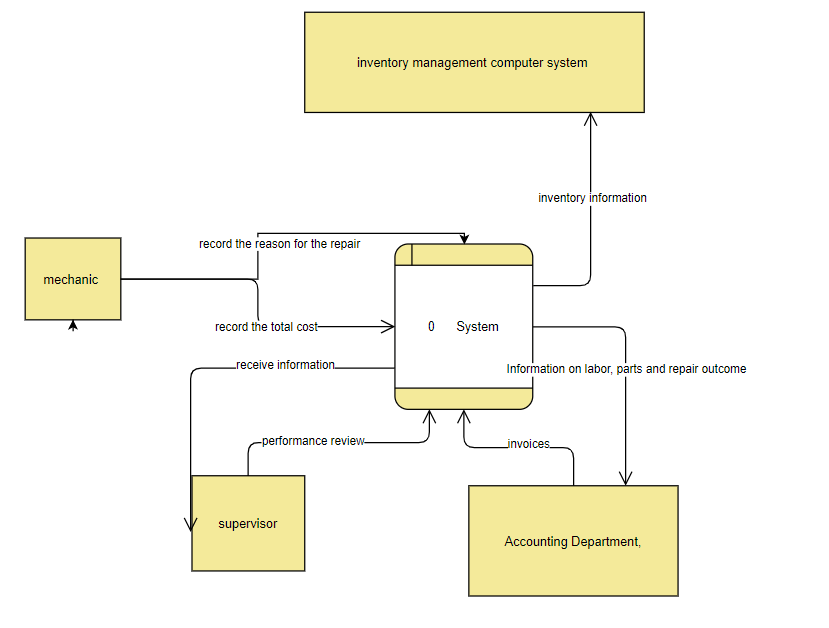 inventory management computer system
inventory information
record the reason for the repair
mechanic
record the total cost
0 System
receive information
Information on labor, parts and repair outcome
performance review
invoices
supervisor
Accounting Department,